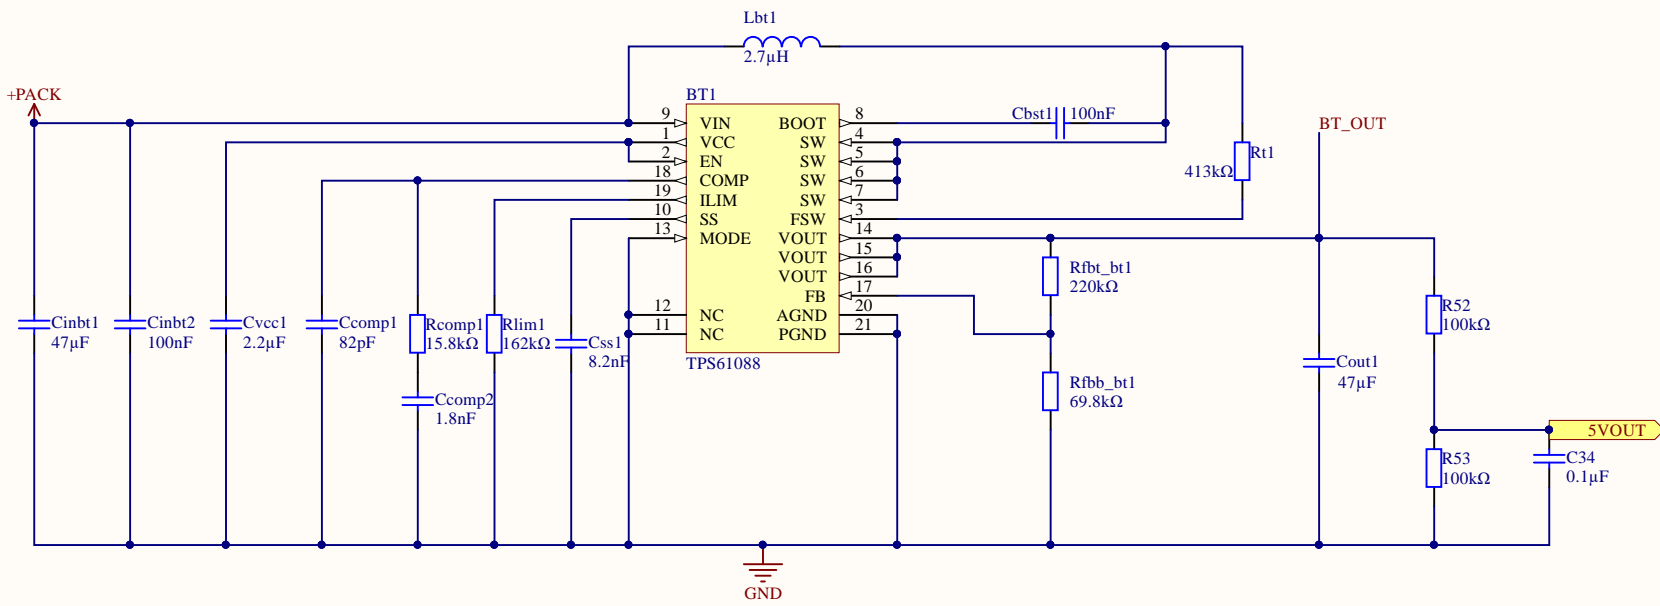 Lbt1
2.7µH
+PACK
BT1
9 VIN BOOT 8
1 VCC SW 4
2 EN SW 5
18 COMP SW 6
19 ILIM SW 7
10 SS FSW 3
13 MODE VOUT 14
VOUT 15
VOUT 16
FB 17
12 NC AGND 20
11 NC PGND 21
TPS61088
Cbst1 100nF
Rt1
413kΩ
BT_OUT
Rfbt_bt1
220kΩ
Rfbb_bt1
69.8kΩ
Cinbt1
47µF
Cinbt2
100nF
Cvcc1
2.2µF
Ccomp1
82pF
Rcomp1
15.8kΩ
Ccomp2
1.8nF
Rlim1
162kΩ
Css1
8.2nF
Cout1
47µF
R52
100kΩ
R53
100kΩ
5VOUT
C34
0.1µF
GND